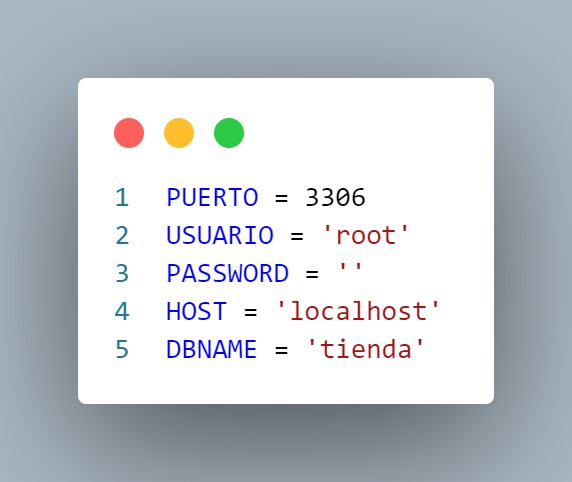 1 PUERTO = 3306
2 USUARIO = 'root'
3 PASSWORD = ''
4 HOST = 'localhost'
5 DBNAME = 'tienda'